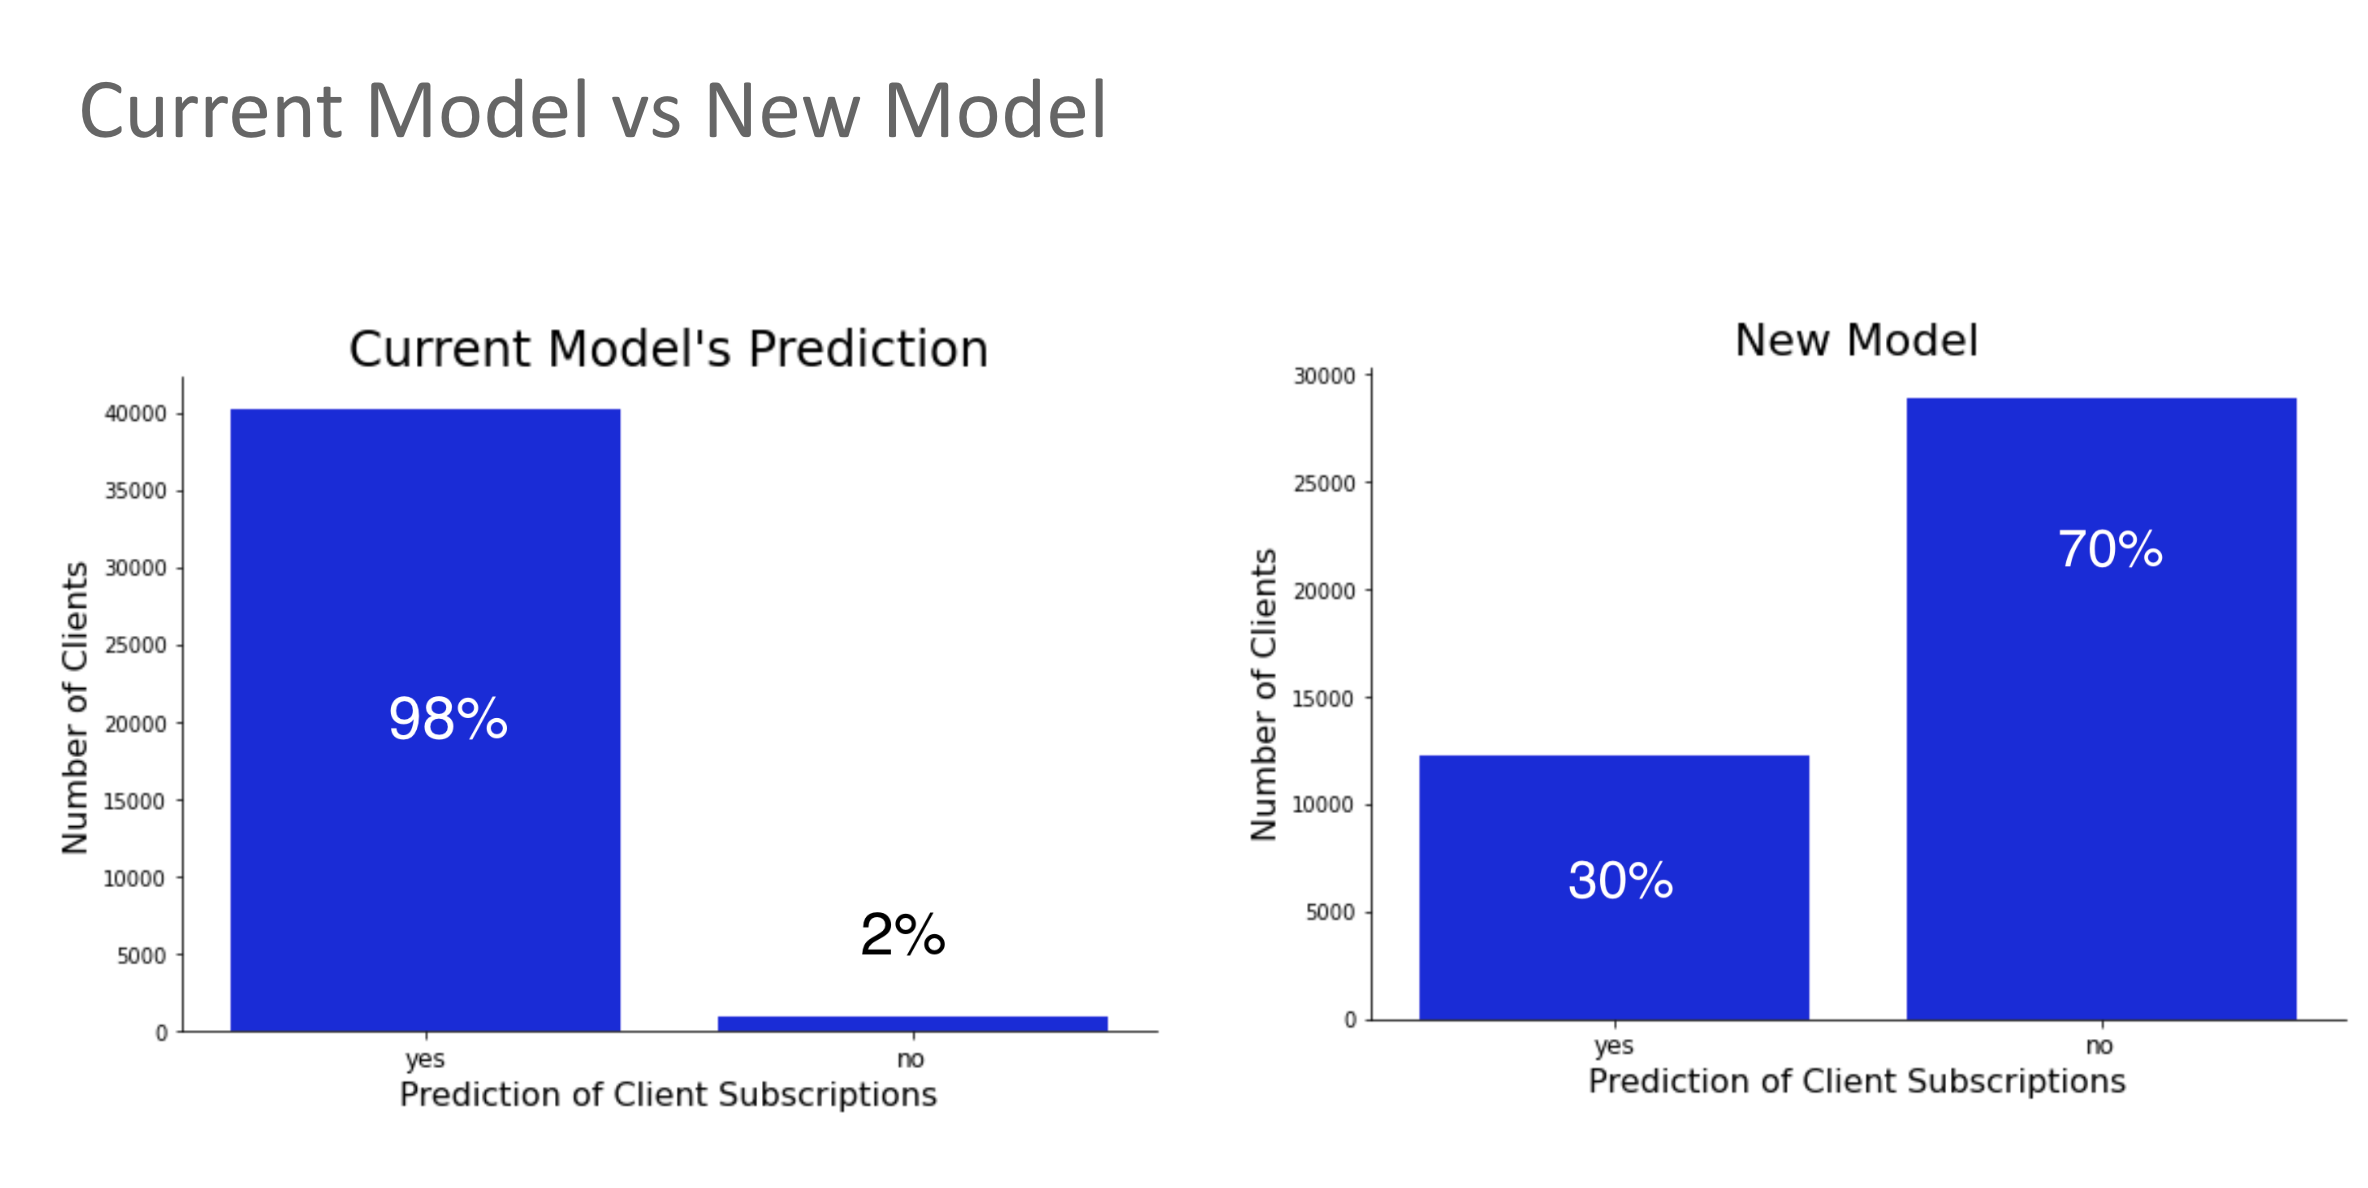 Current Model vs New Model
Current Model's Prediction
40000
35000
30000
25000
20000
15000
10000
5000
0
Number of Clients
98%
2%
yes
no
Prediction of Client Subscriptions
New Model
30000
25000
20000
15000
10000
5000
0
Number of Clients
30%
70%
yes
no
Prediction of Client Subscriptions